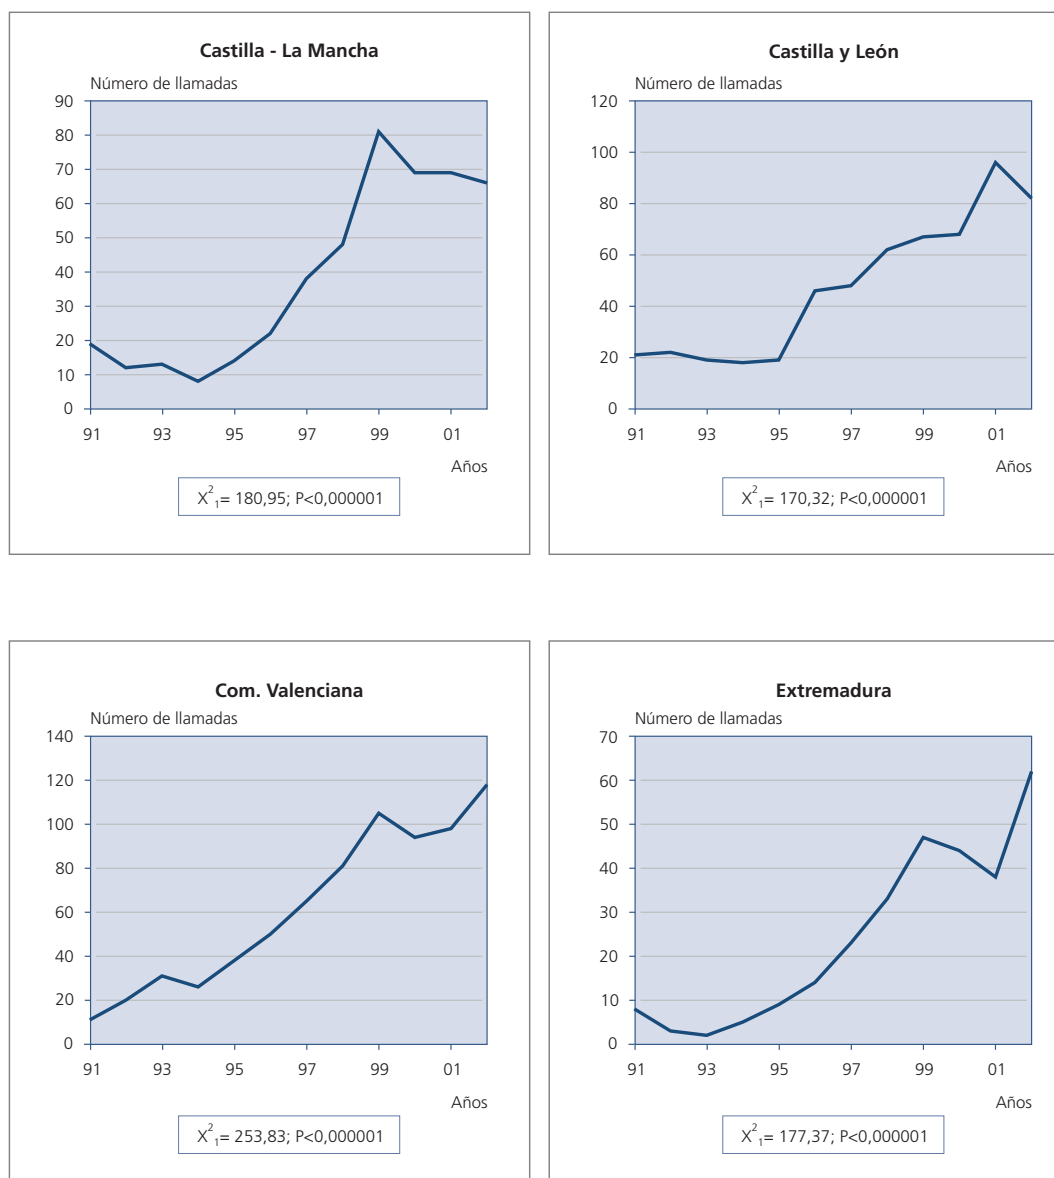 Castilla - La Mancha
Número de llamadas
90
80
70
60
50
40
30
20
10
0
91 93 95 97 99 01
Años
X²₁= 180,95; P<0,000001
Castilla y León
Número de llamadas
120
100
80
60
40
20
0
91 93 95 97 99 01
Años
X²₁= 170,32; P<0,000001
Com. Valenciana
Número de llamadas
140
120
100
80
60
40
20
0
91 93 95 97 99 01
Años
X²₁= 253,83; P<0,000001
Extremadura
Número de llamadas
70
60
50
40
30
20
10
0
91 93 95 97 99 01
Años
X²₁= 177,37; P<0,000001